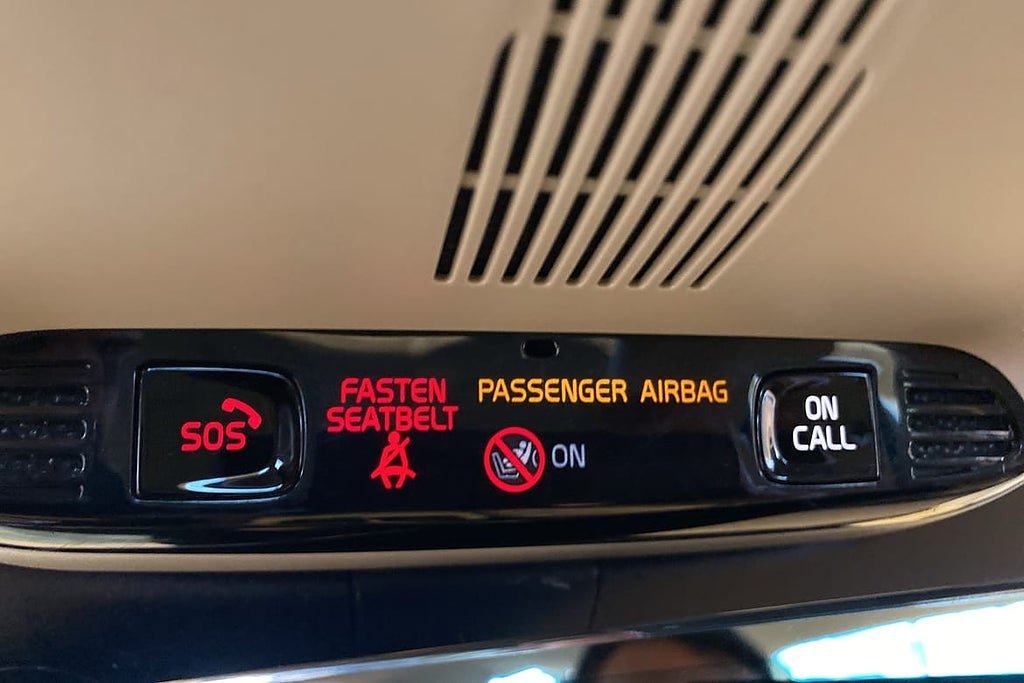 SOS
FASTEN
SEATBELT
PASSENGER AIRBAG
ON
ON
CALL